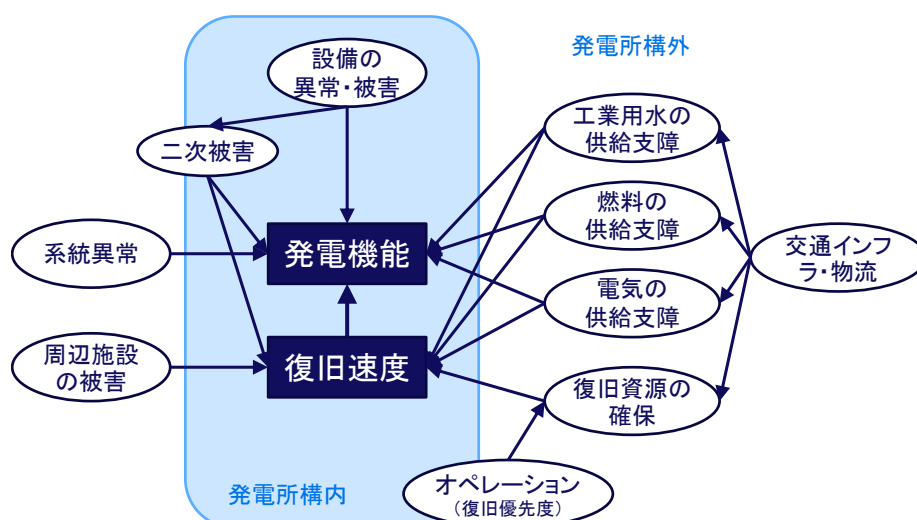 設備の
異常・被害
発電所構外
工業用水の
供給支障
二次被害
燃料の
供給支障
系統異常
発電機能
交通インフ
ラ・物流
電気の
供給支障
周辺施設
の被害
復旧速度
復旧資源の
確保
発電所構内
オペレーション
（復旧優先度）